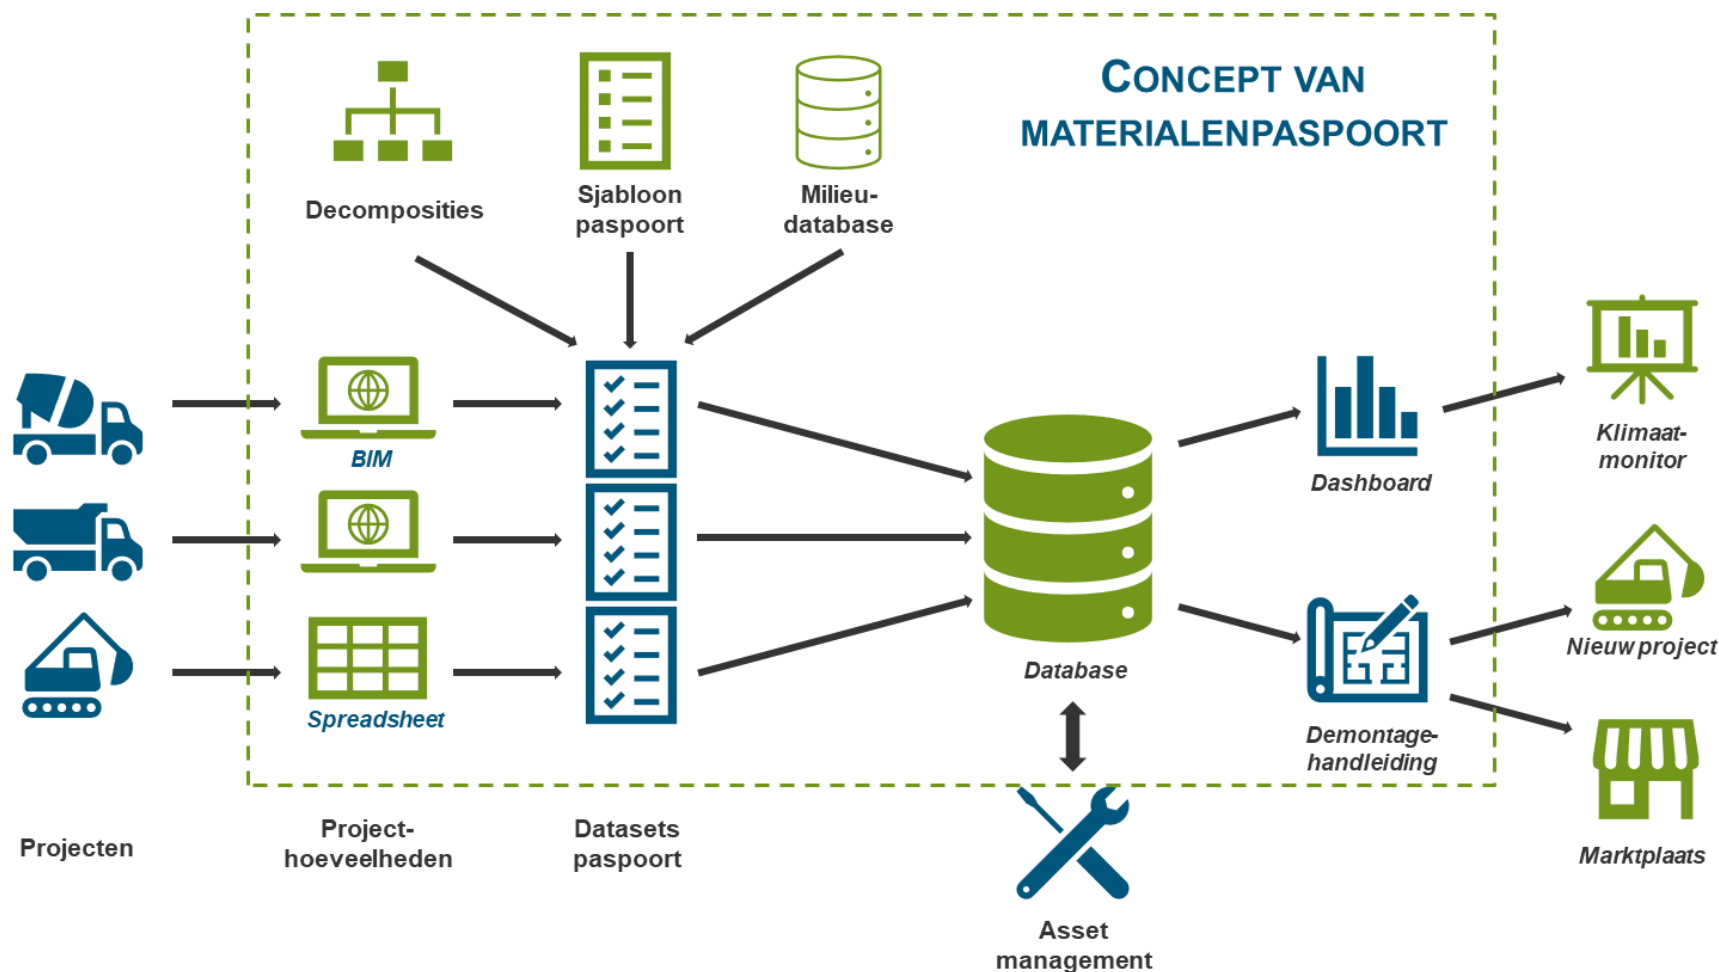 CONCEPT VAN
MATERIALENPASPOORT
Decomposities
Sjabloon
paspoort
Milieu-
database
BIM
Spreadsheet
Database
Dashboard
Demontage-
handleiding
Klimaat-
monitor
Nieuw project
Marktplaats
Projecten
Project-
hoeveelheden
Datasets
paspoort
Asset
management